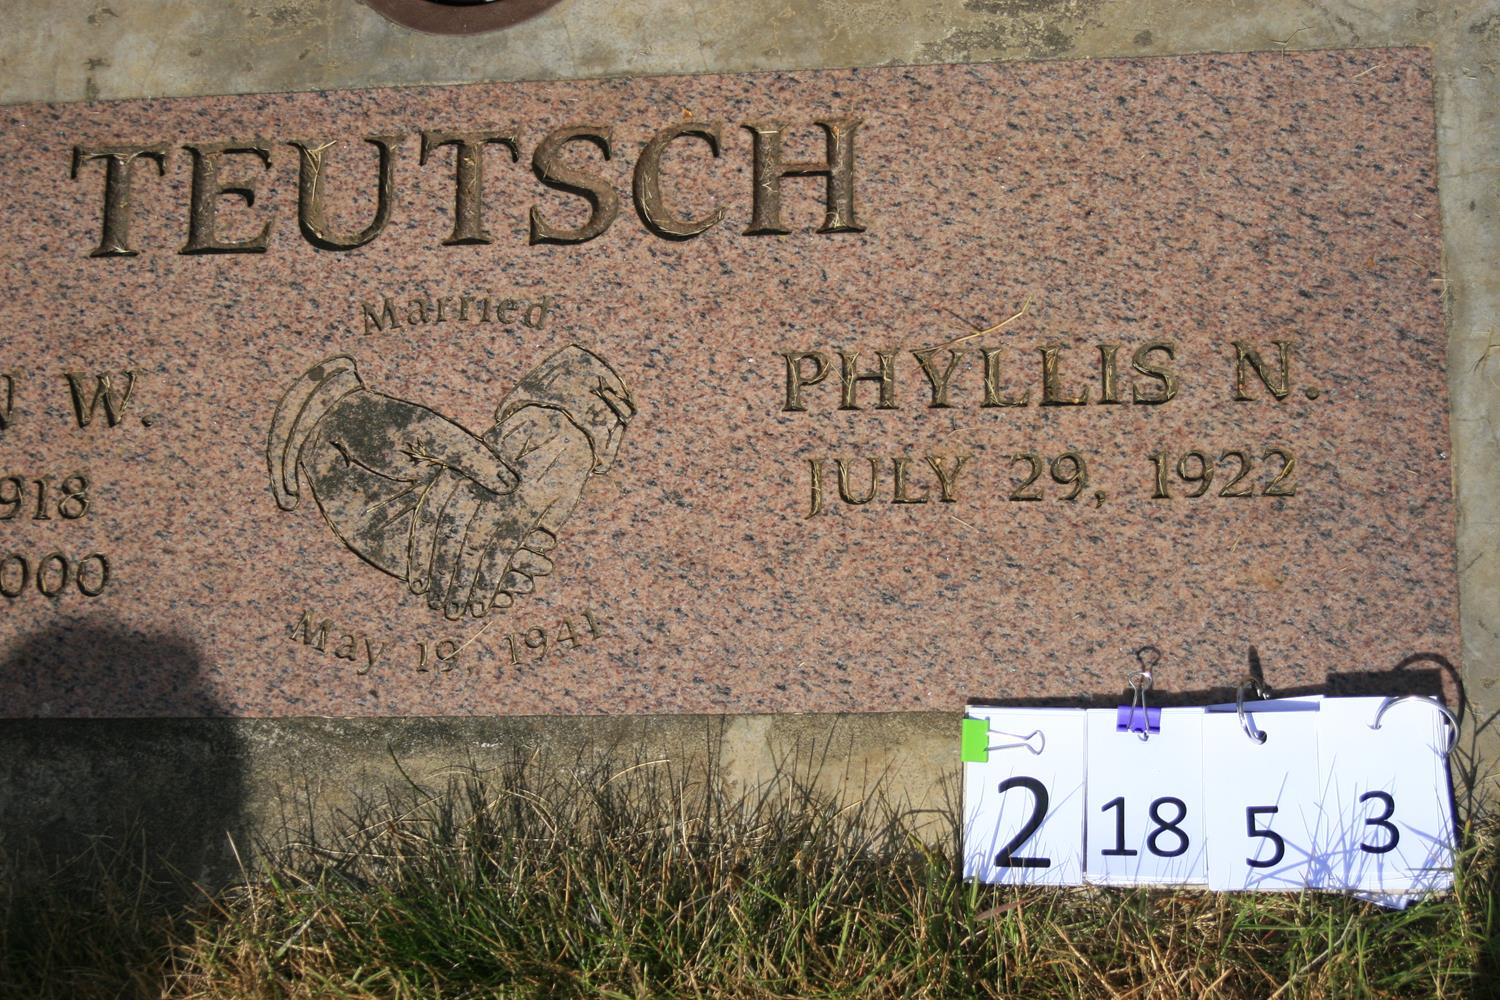 TEUTSCH
Married
W.
918
000
May 19, 1941
PHYLLIS N.
JULY 29, 1922
2 18 5 3